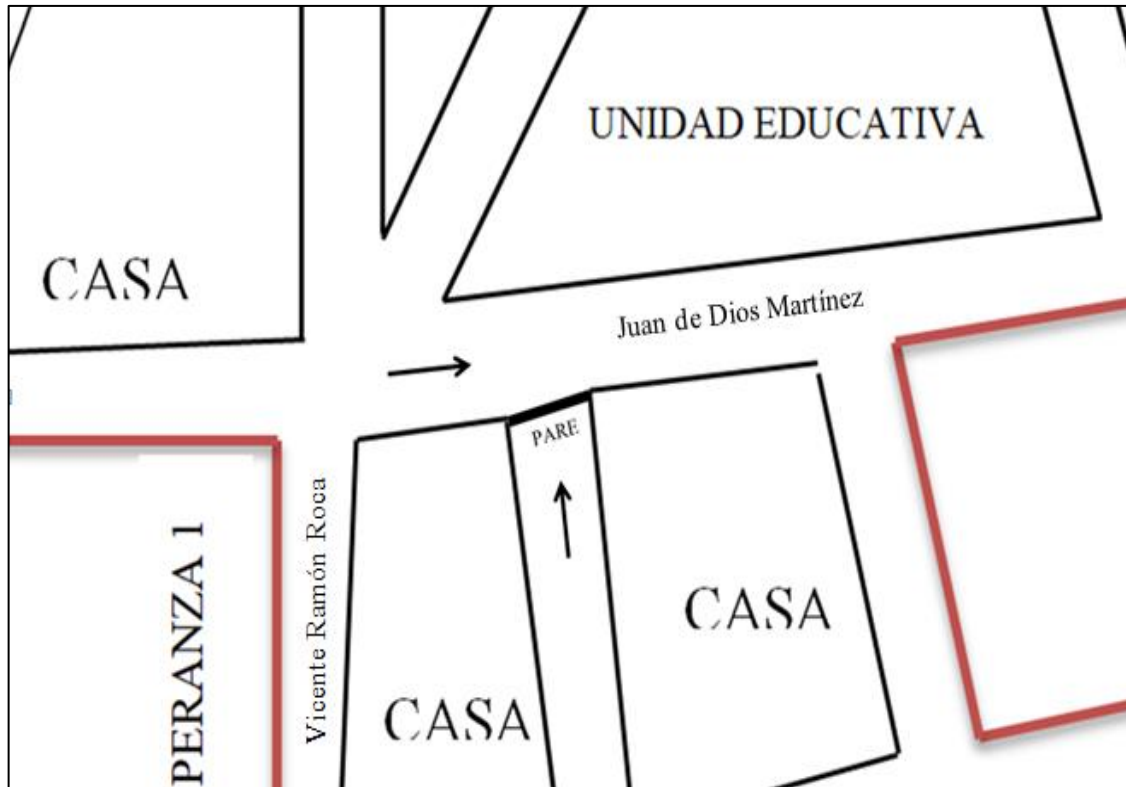 UNIDAD EDUCATIVA
CASA
Juan de Dios Martínez
PARE
Vicente Ramón Roca
PERANZA 1
CASA
CASA